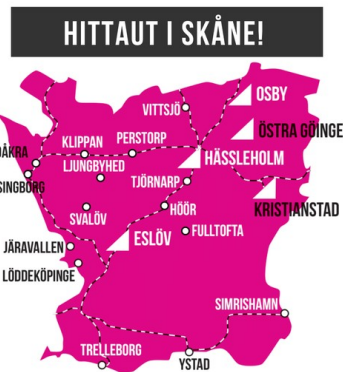 HITTAUT I SKÅNE!
VITTSJÖ
OSBY
ÖSTRA GÖINGE
KLIPPAN
PERSTORP
LJUNGBYHED
HÄSSLEHOLM
TJÖRNARP
SVALÖV
HÖÖR
KRISTIANSTAD
ESLÖV
FULLTOFTA
JÄRAVALLEN
LÖDDEKÖPINGE
SIMRISHAMN
TRELLEBORG
YSTAD